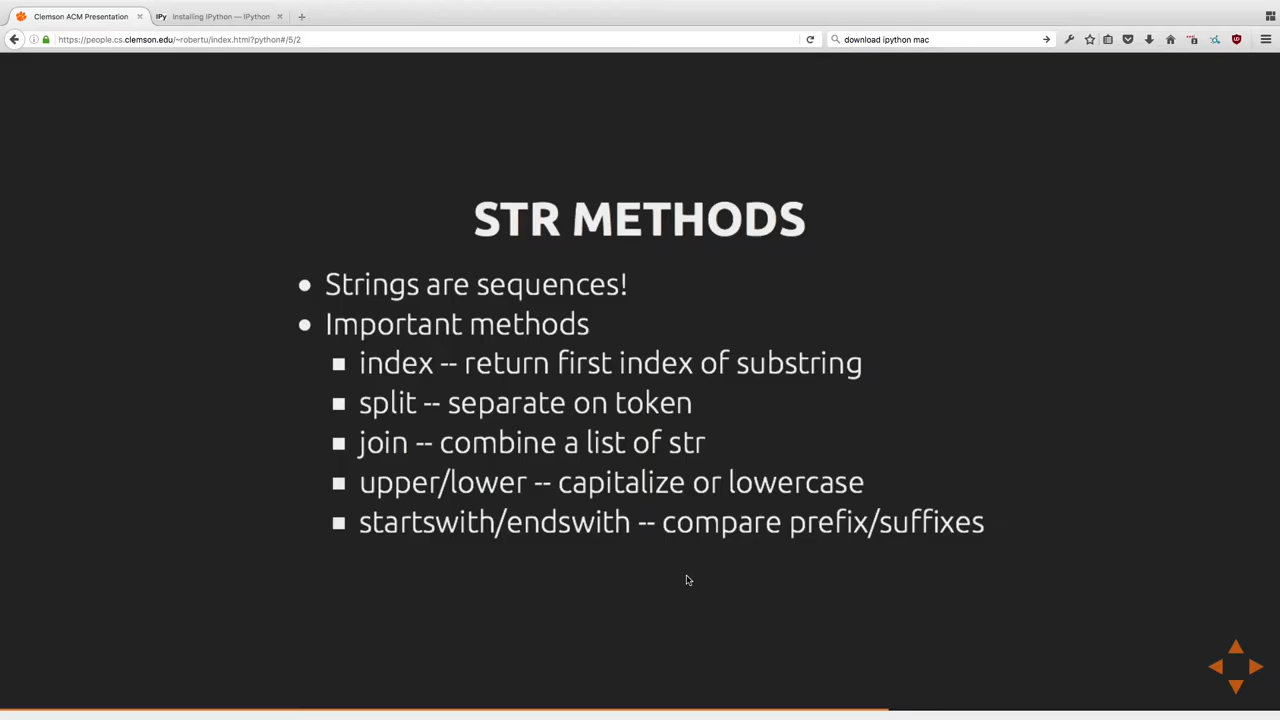 Clemson ACM Presentation
IPy Installing IPython — IPython
https://people.cs.clemson.edu/~robertu/index.html?python#/5/2
download ipython mac
STR METHODS
• Strings are sequences!
• Important methods
▪ index -- return first index of substring
▪ split -- separate on token
▪ join -- combine a list of str
▪ upper/lower -- capitalize or lowercase
▪ startswith/endswith -- compare prefix/suffixes